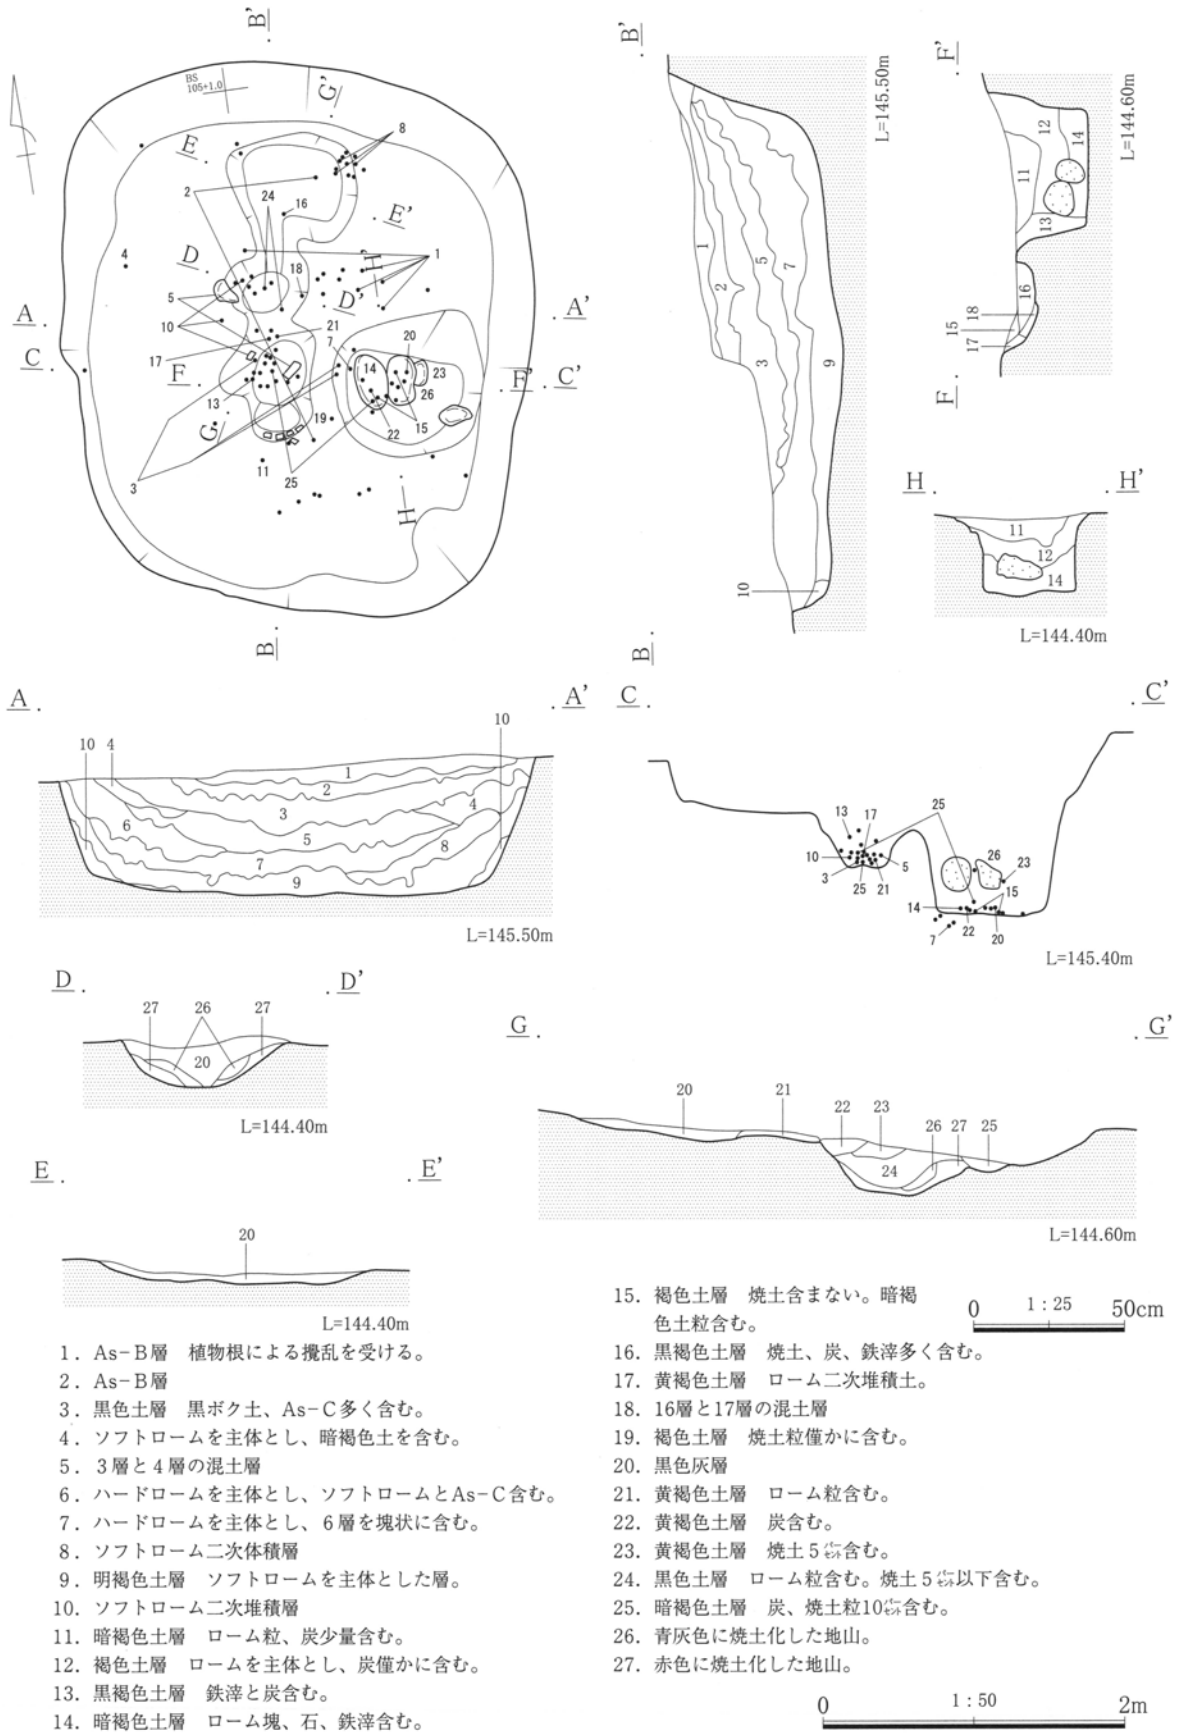 B'
BS
105+1.0
G'
8
E
2
24
16
E'
4
D
18
H'
1
5
D'
A
10
21
A'
C
17
7
20
F
14
23
F'
C'
13
26
G
19
22
15
3
11
25
H
B
B'
L=145.50m
1
2
5
7
3
9
10
B
F'
L=144.60m
12
14
11
13
16
18
15
17
F
H
H'
11
12
14
L=144.40m
A
A'
10
4
10
1
2
3
4
6
5
8
7
9
L=145.50m
C
C'
13
17
25
10
26
23
5
3
15
25
21
14
7
22
20
L=145.40m
D
D'
27
26
27
20
L=144.40m
G
G'
20
21
22
23
26
27
25
24
L=144.60m
E
E'
20
L=144.40m
1．As-B層　植物根による攪乱を受ける。
2．As-B層
3．黒色土層　黒ボク土、As-C多く含む。
4．ソフトロームを主体とし、暗褐色土を含む。
5．3層と4層の混土層
6．ハードロームを主体とし、ソフトロームとAs-C含む。
7．ハードロームを主体とし、6層を塊状に含む。
8．ソフトローム二次体積層
9．明褐色土層　ソフトロームを主体とした層。
10．ソフトローム二次堆積層
11．暗褐色土層　ローム粒、炭少量含む。
12．褐色土層　ロームを主体とし、炭僅かに含む。
13．黒褐色土層　鉄滓と炭含む。
14．暗褐色土層　ローム塊、石、鉄滓含む。
15．褐色土層　焼土含まない。暗褐
色土粒含む。
0　1：25　50cm
16．黒褐色土層　焼土、炭、鉄滓多く含む。
17．黄褐色土層　ローム二次堆積土。
18．16層と17層の混土層
19．褐色土層　焼土粒僅かに含む。
20．黒色灰層
21．黄褐色土層　ローム粒含む。
22．黄褐色土層　炭含む。
23．黄褐色土層　焼土5㌫含む。
24．黒色土層　ローム粒含む。焼土5㌫以下含む。
25．暗褐色土層　炭、焼土粒10㌫含む。
26．青灰色に焼土化した地山。
27．赤色に焼土化した地山。
0　1：50　2m